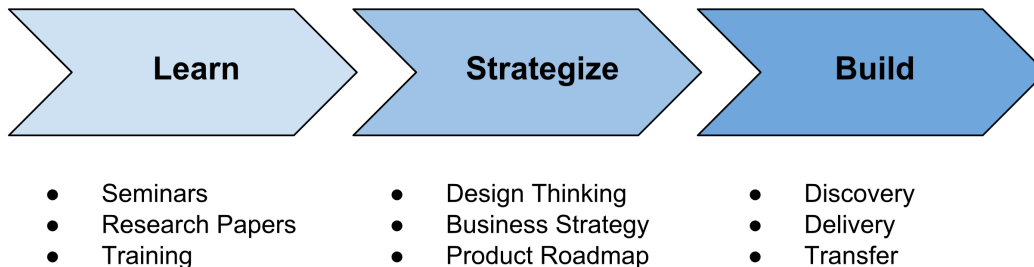 Learn
Strategize
Build
● Seminars
● Research Papers
● Training
● Design Thinking
● Business Strategy
● Product Roadmap
● Discovery
● Delivery
● Transfer